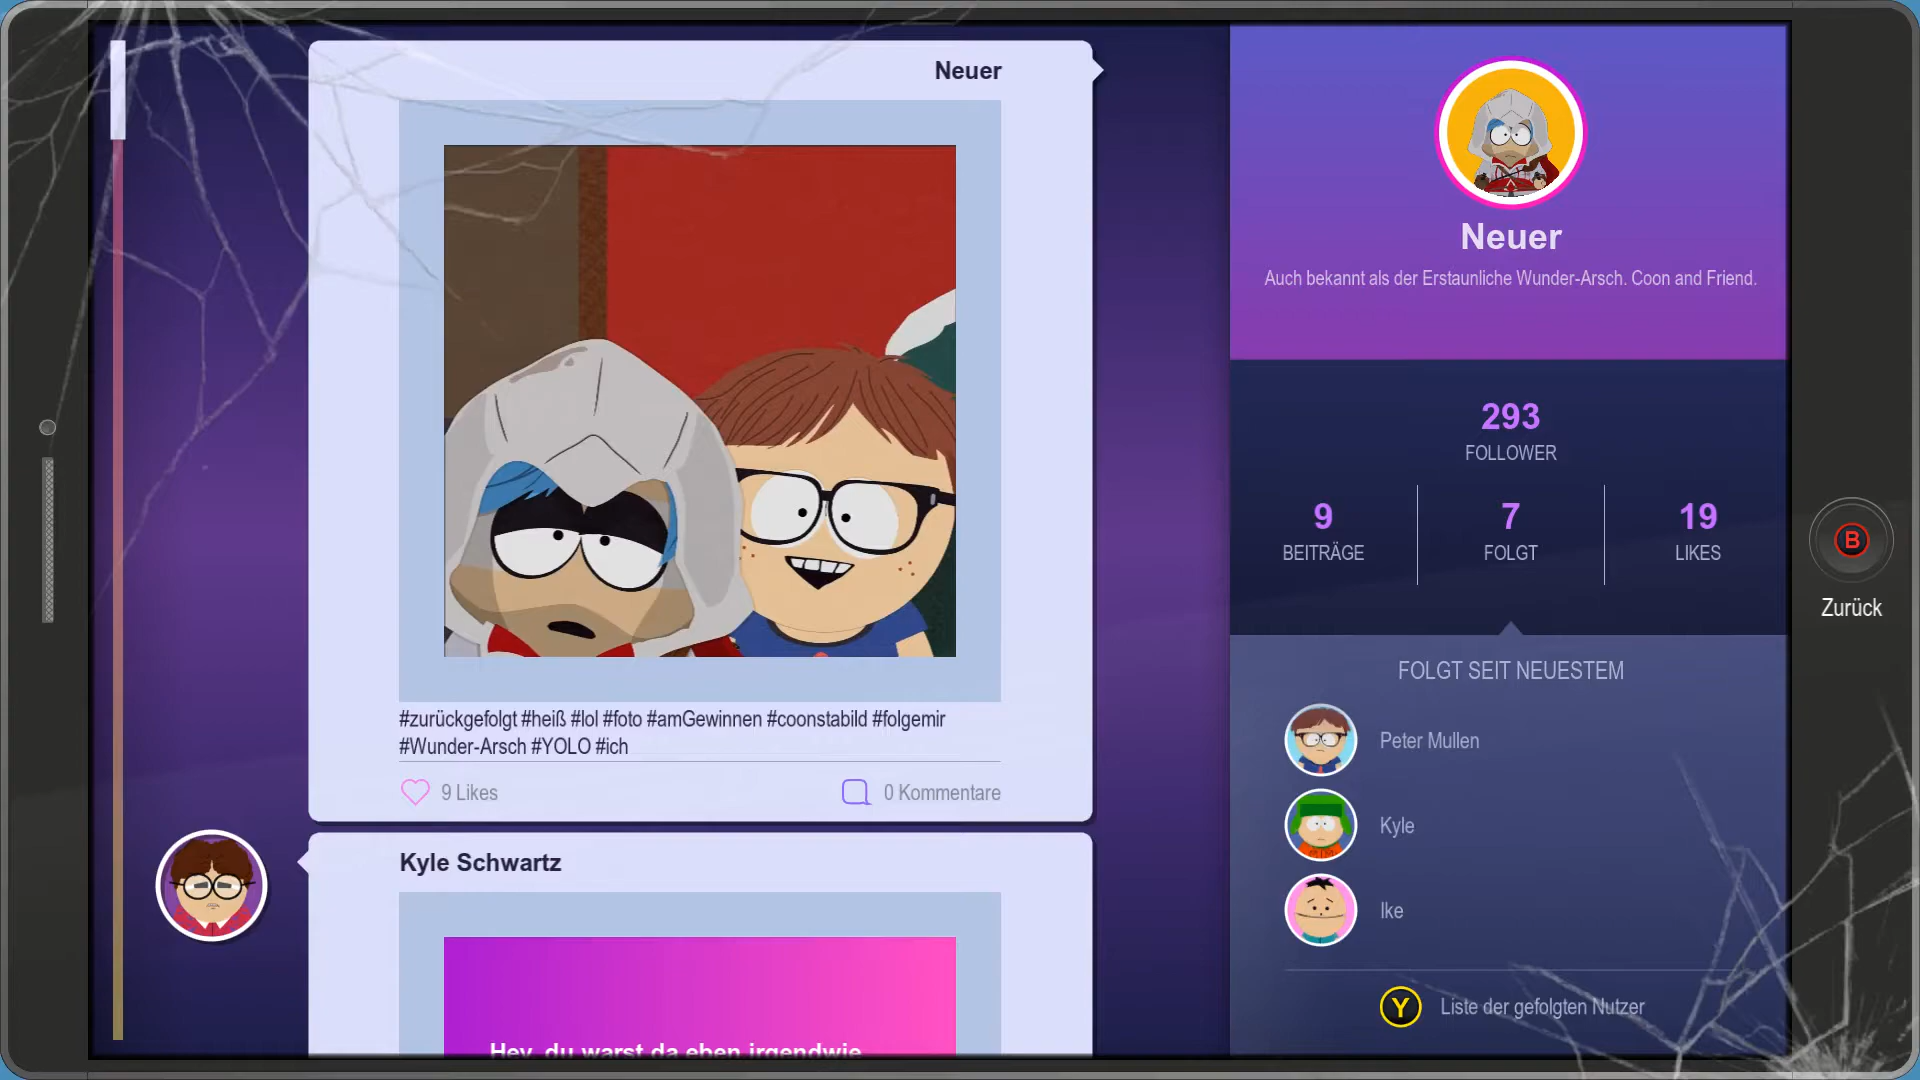 Neuer
#zurückgefolgt #heiß #lol #foto #amGewinnen #coonstabild #folgemir
#Wunder-Arsch #YOLO #ich
9 Likes
0 Kommentare
Kyle Schwartz
Hey, du warst da eben irgendwie
Neuer
Auch bekannt als der Erstaunliche Wunder-Arsch. Coon and Friend.
293
FOLLOWER
9
BEITRÄGE
7
FOLGT
19
LIKES
FOLGT SEIT NEUESTEM
Peter Mullen
Kyle
Ike
Y Liste der gefolgten Nutzer
B
Zurück